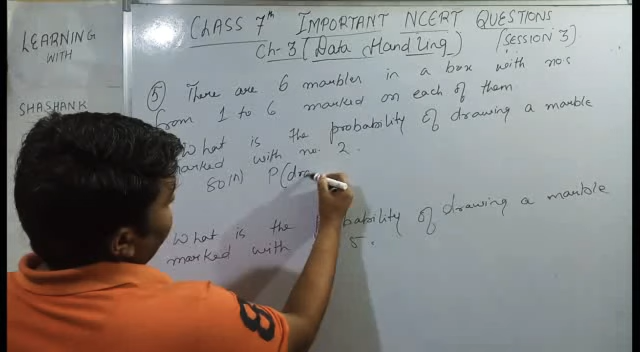 LEARNING WITH SHASHANK
CLASS 7th IMPORTANT NCERT QUESTIONS
Ch-3 (Data Handling) (SESSION 3)
5 There are 6 marbles in a box with no.s
from 1 to 6 marked on each of them
What is the probability of drawing a marble
marked with no. 2.
Soln) P(dra
What is the probability of drawing a marble
marked with 5.
3